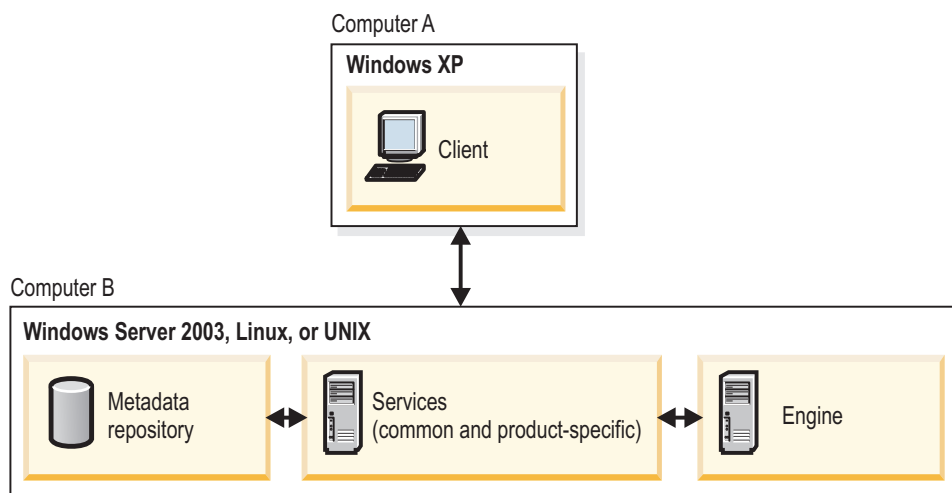 Computer A
Windows XP
Client
Computer B
Windows Server 2003, Linux, or UNIX
Metadata
repository
Services
(common and product-specific)
Engine